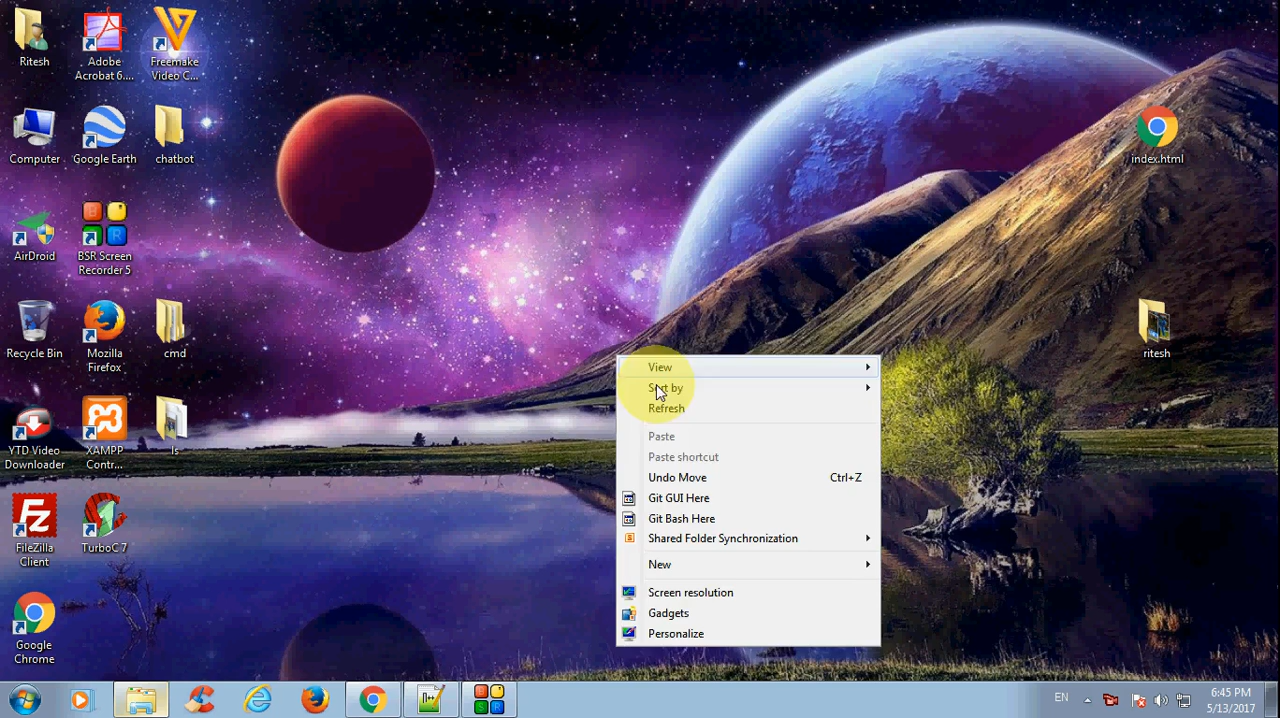 Ritesh
Adobe
Acrobat 6....
Freemake
Video C...
Computer
Google Earth
chatbot
index.html
AirDroid
BSR Screen
Recorder 5
Recycle Bin
Mozilla
Firefox
cmd
ritesh
YTD Video
Downloader
XAMPP
Contr...
ls
FileZilla
Client
TurboC 7
Google
Chrome
View
Sort by
Refresh
Paste
Paste shortcut
Undo Move Ctrl+Z
Git GUI Here
Git Bash Here
Shared Folder Synchronization
New
Screen resolution
Gadgets
Personalize
EN
6:45 PM
5/13/2017